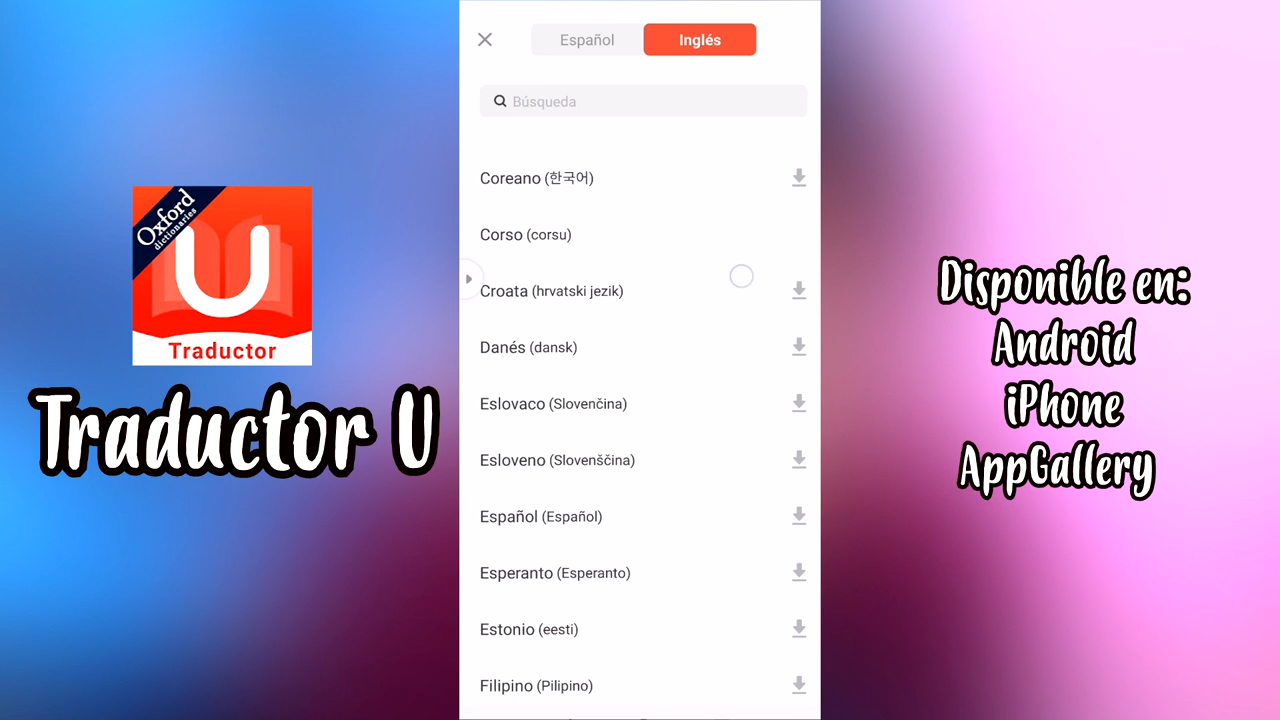 Oxford
dictionaries
U
Traductor
Traductor U
Español
Inglés
Búsqueda
Coreano (한국어)
Corso (corsu)
Croata (hrvatski jezik)
Danés (dansk)
Eslovaco (Slovenčina)
Esloveno (Slovenščina)
Español (Español)
Esperanto (Esperanto)
Estonio (eesti)
Filipino (Pilipino)
Disponible en:
Android
iPhone
AppGallery